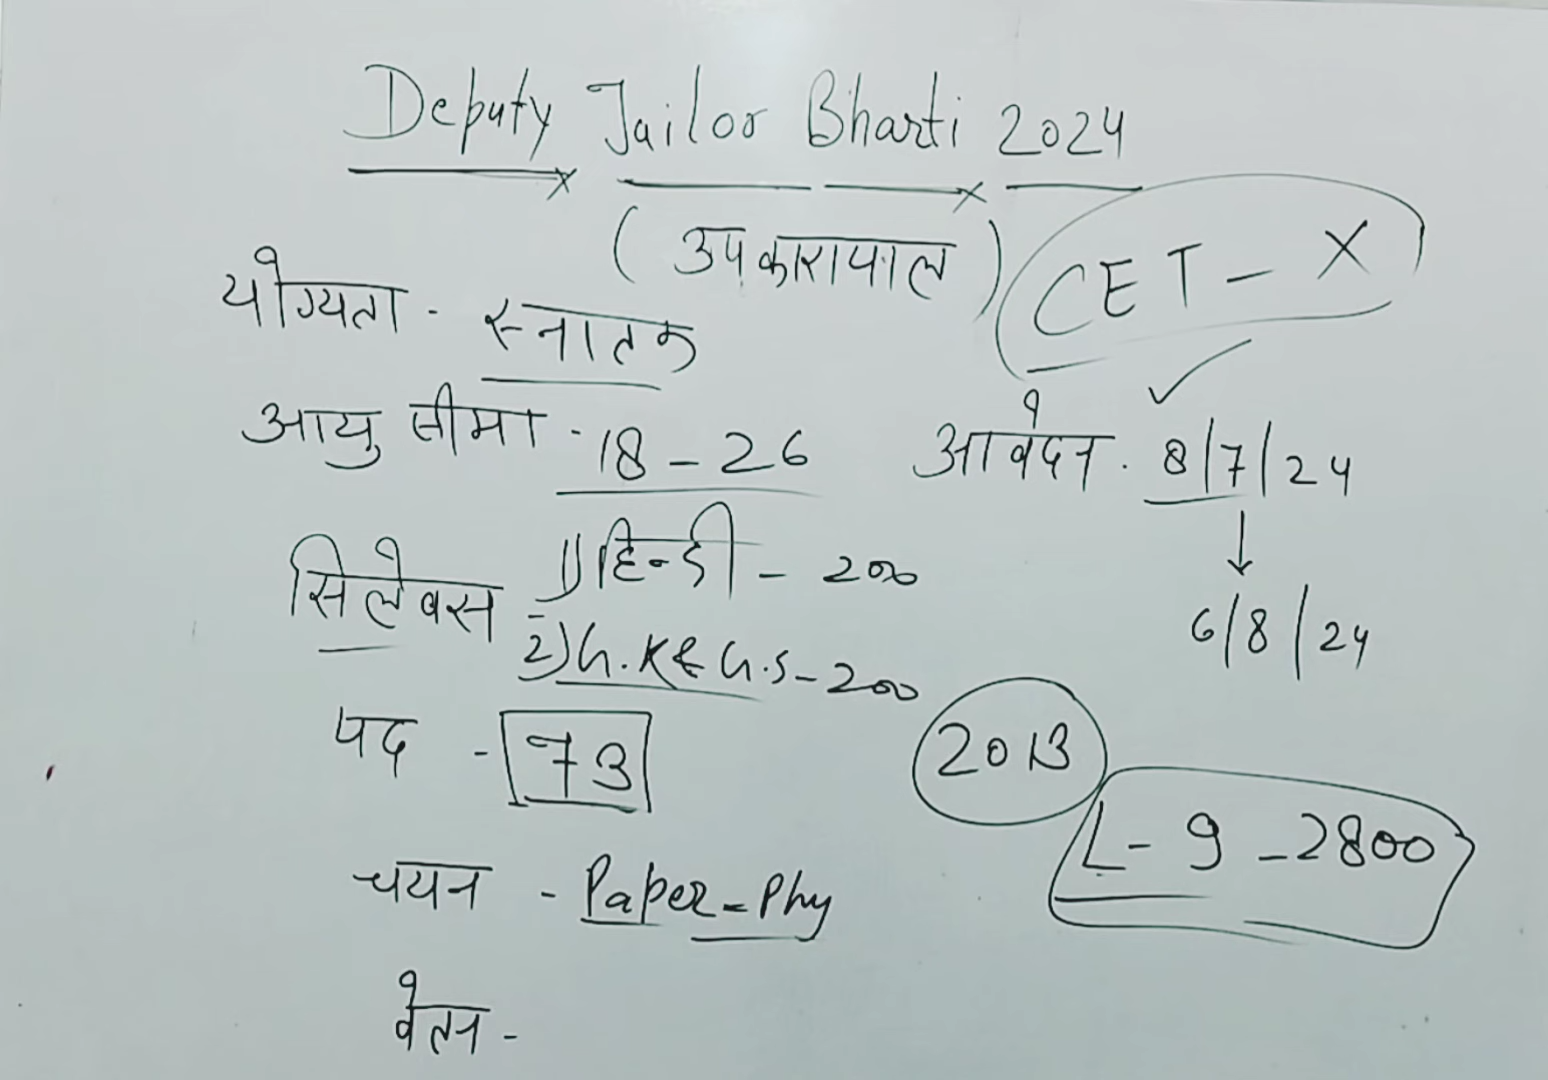 Deputy Jailor Bharti 2024
(उपकारापाल)
CET - X
योग्यता - स्नातक
आयु सीमा - 18 - 26
आवेदन - 8/7/24
↓
6/8/24
सिलेबस
1) हिन्दी - 200
2) G.K & G.S - 200
पद - 73
2013
L - 9 - 2800
चयन - Paper - Phy
वेतन -